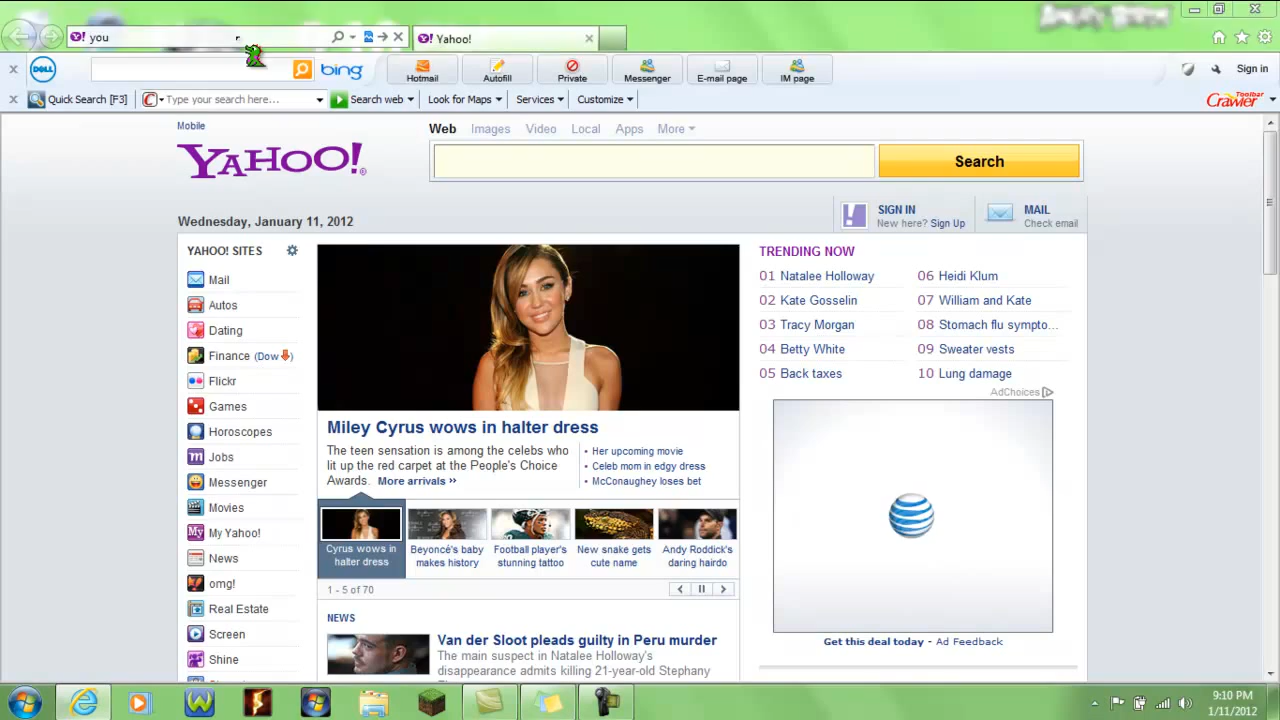 you
Yahoo!
DELL
bing
Hotmail
Autofill
Private
Messenger
E-mail page
IM page
Sign in
Quick Search [F3]
Type your search here...
Search web
Look for Maps
Services
Customize
Crawler Toolbar
Mobile
YAHOO!
Web Images Video Local Apps More
Search
Wednesday, January 11, 2012
SIGN IN
New here? Sign Up
MAIL
Check email
YAHOO! SITES
Mail
Autos
Dating
Finance (Dow )
Flickr
Games
Horoscopes
Jobs
Messenger
Movies
My Yahoo!
News
omg!
Real Estate
Screen
Shine
Miley Cyrus wows in halter dress
The teen sensation is among the celebs who
lit up the red carpet at the People's Choice
Awards. More arrivals »
• Her upcoming movie
• Celeb mom in edgy dress
• McConaughey loses bet
Cyrus wows in
halter dress
Beyoncé's baby
makes history
Football player's
stunning tattoo
New snake gets
cute name
Andy Roddick's
daring hairdo
1 - 5 of 70
NEWS
Van der Sloot pleads guilty in Peru murder
The main suspect in Natalee Holloway's
disappearance admits killing 21-year-old Stephany
TRENDING NOW
01 Natalee Holloway
02 Kate Gosselin
03 Tracy Morgan
04 Betty White
05 Back taxes
06 Heidi Klum
07 William and Kate
08 Stomach flu sympto...
09 Sweater vests
10 Lung damage
AdChoices
Get this deal today - Ad Feedback
9:10 PM
1/11/2012